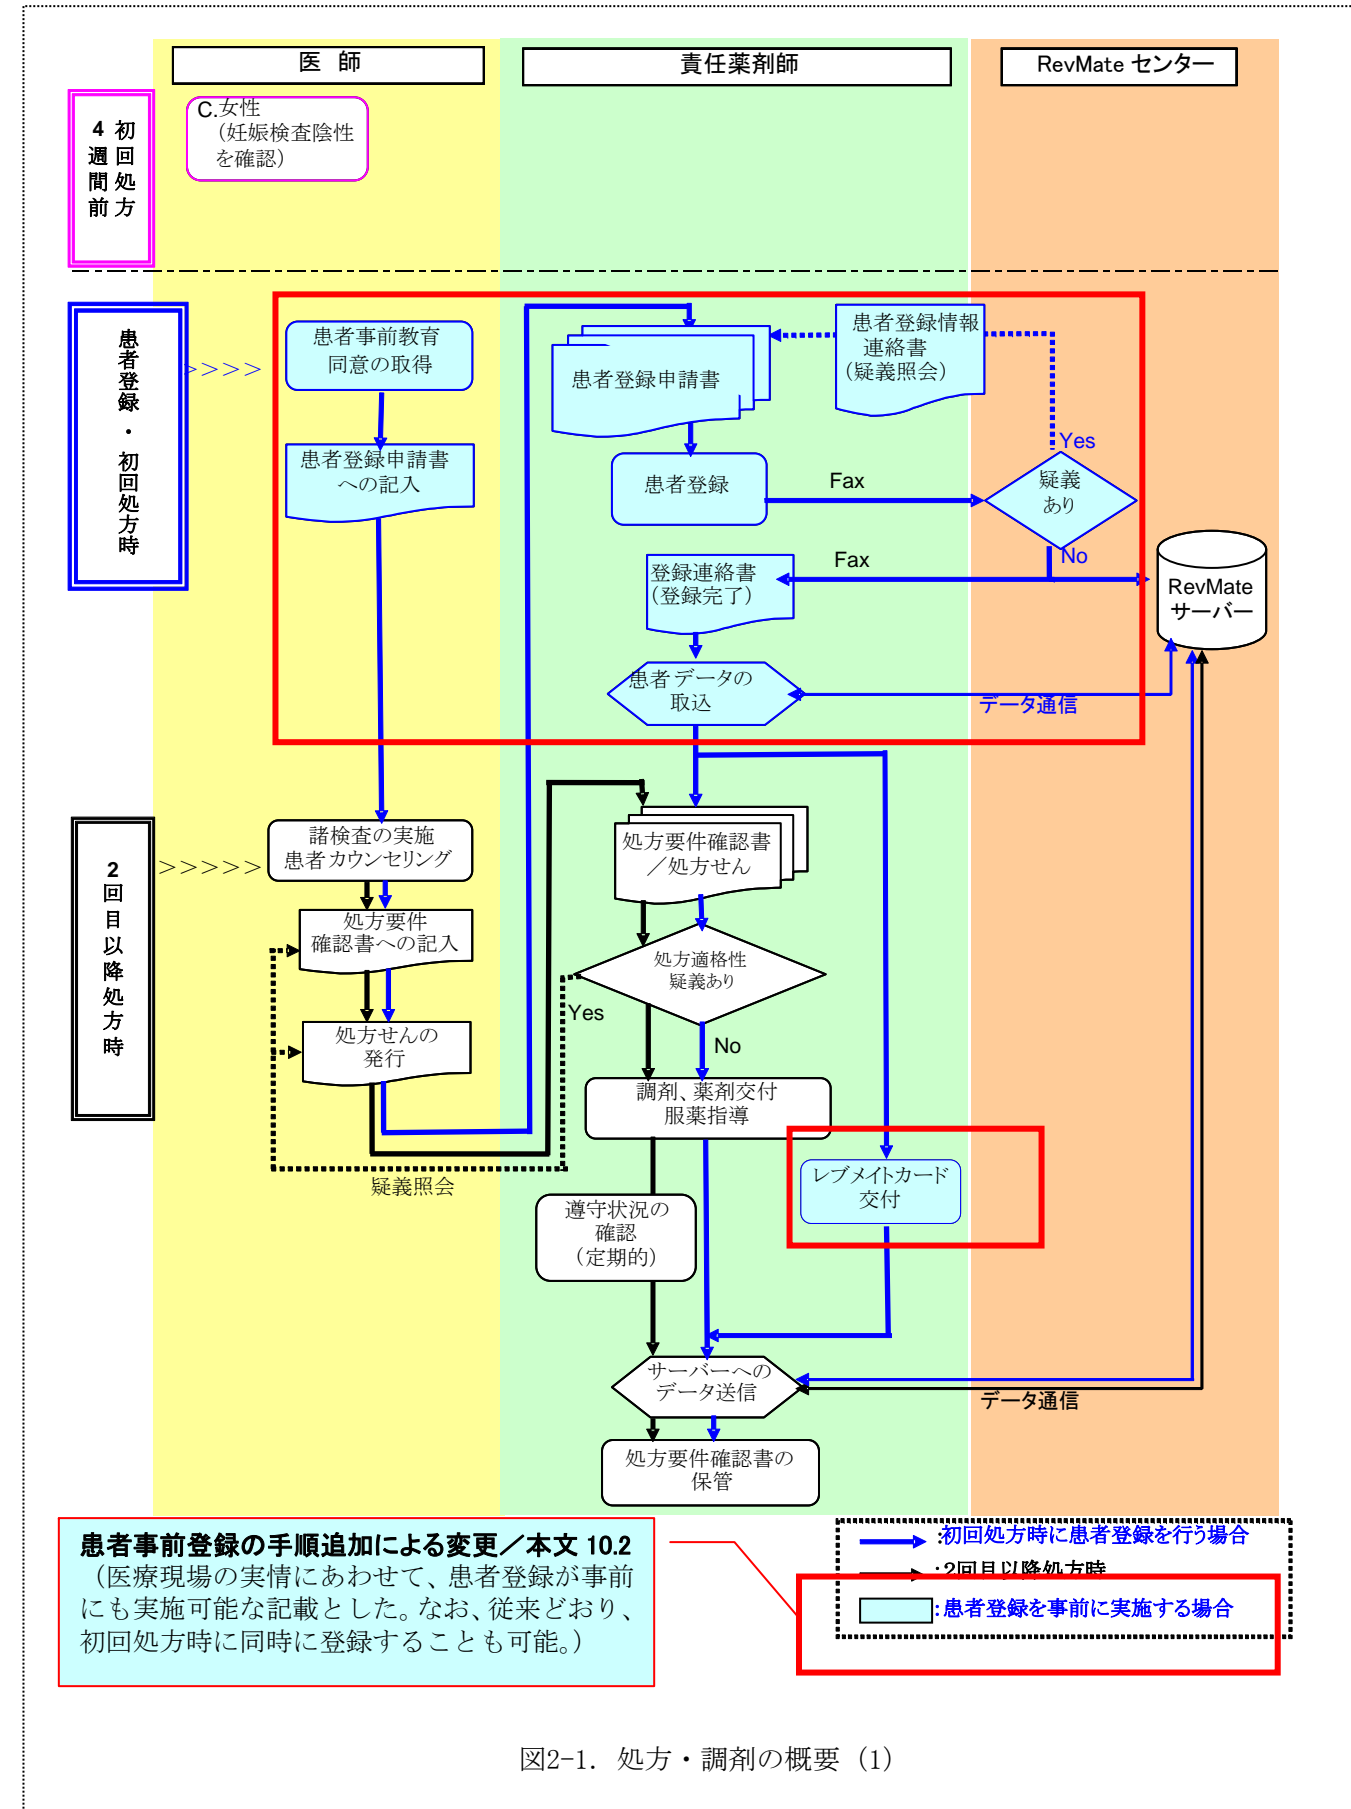 医 師
責任薬剤師
RevMate センター
初回処方
4週間前
C.女性
（妊娠検査陰性
を確認）
患者登録・初回処方時
>>>>
患者事前教育
同意の取得
患者登録申請書
への記入
患者登録申請書
患者登録情報
連絡書
（疑義照会）
Yes
患者登録
Fax
疑義
あり
No
Fax
登録連絡書
（登録完了）
RevMate
サーバー
患者データの
取込
データ通信
2回目以降処方時
>>>>>
諸検査の実施
患者カウンセリング
処方要件
確認書への記入
処方せんの
発行
処方要件確認書
／処方せん
処方適格性
疑義あり
Yes
No
調剤、薬剤交付
服薬指導
疑義照会
レブメイトカード
交付
遵守状況の
確認
（定期的）
サーバーへの
データ送信
データ通信
処方要件確認書の
保管
患者事前登録の手順追加による変更／本文 10.2
（医療現場の実情にあわせて、患者登録が事前
にも実施可能な記載とした。なお、従来どおり、
初回処方時に同時に登録することも可能。）
:初回処方時に患者登録を行う場合
:2回目以降処方時
:患者登録を事前に実施する場合
図2-1. 処方・調剤の概要（1）